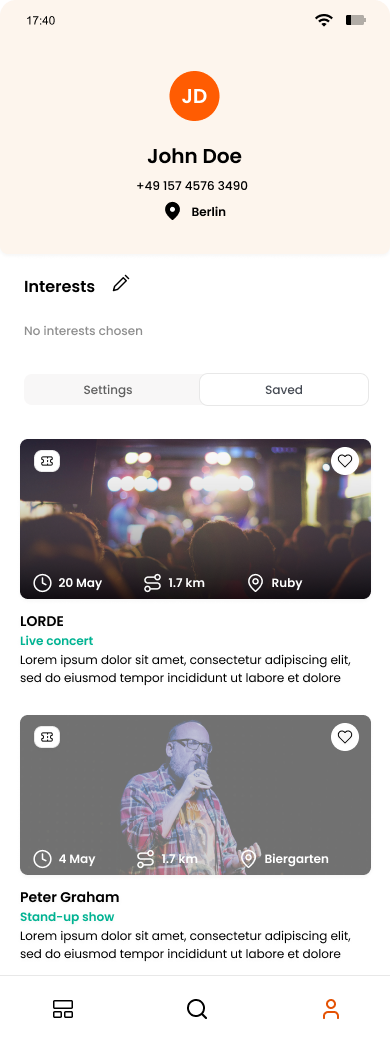 17:40
JD
John Doe
+49 157 4576 3490
Berlin
Interests
No interests chosen
Settings Saved
20 May 1.7 km Ruby
LORDE
Live concert
Lorem ipsum dolor sit amet, consectetur adipiscing elit,
sed do eiusmod tempor incididunt ut labore et dolore
4 May 1.7 km Biergarten
Peter Graham
Stand-up show
Lorem ipsum dolor sit amet, consectetur adipiscing elit,
sed do eiusmod tempor incididunt ut labore et dolore